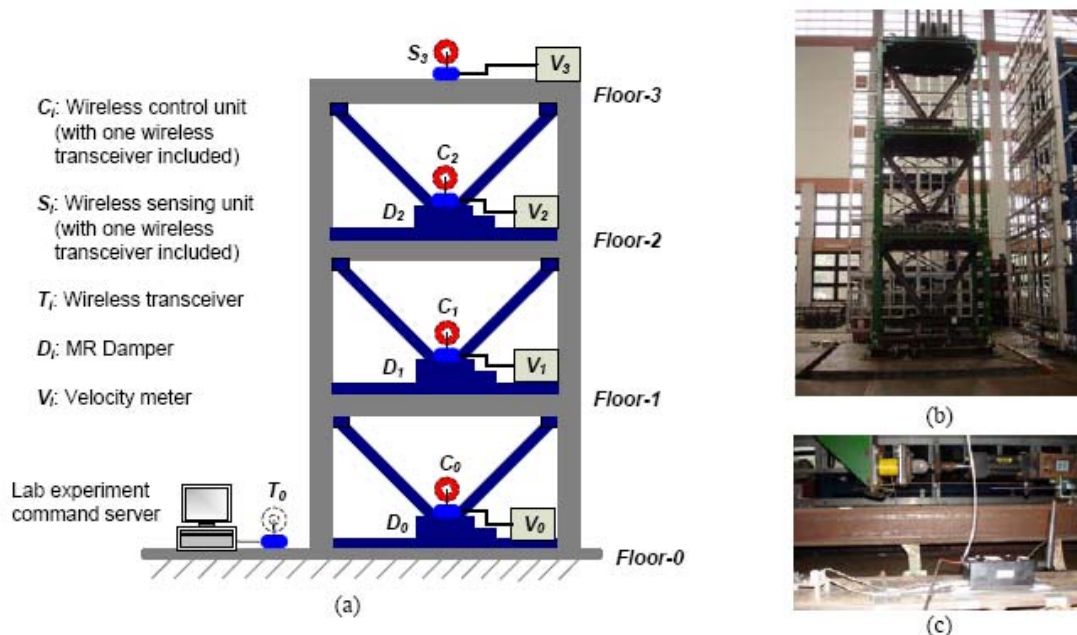 S3
V3
Floor-3
Ci: Wireless control unit
(with one wireless
transceiver included)
C2
D2
V2
Floor-2
Si: Wireless sensing unit
(with one wireless
transceiver included)
Ti: Wireless transceiver
C1
Di: MR Damper
D1
V1
Vi: Velocity meter
Floor-1
(b)
Lab experiment
command server
T0
C0
D0
V0
Floor-0
(a)
(c)